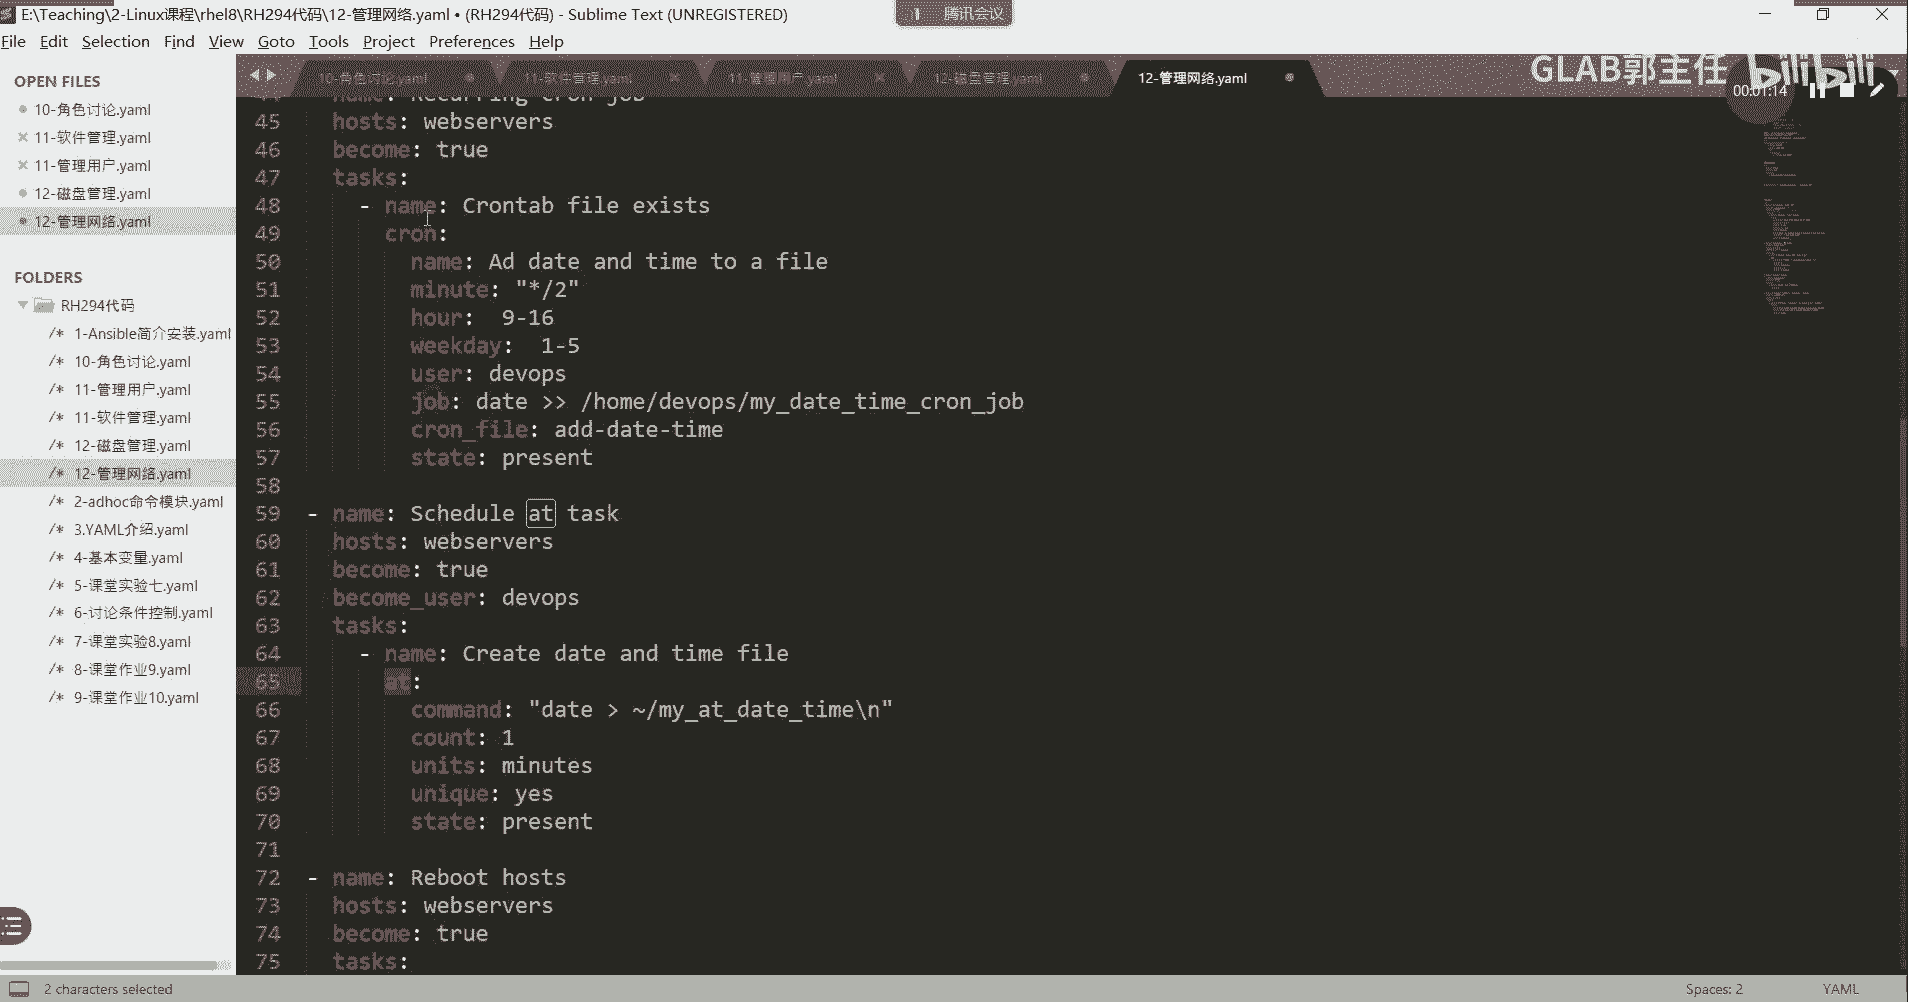 E:\Teaching\2-Linux课程\rhel8\RH294代码\12-管理网络.yaml • (RH294代码) - Sublime Text (UNREGISTERED)
1 腾讯会议
File Edit Selection Find View Goto Tools Project Preferences Help
GLAB郭主任 bilibili
00:01:14
OPEN FILES
10-角色讨论.yaml
11-软件管理.yaml
11-管理用户.yaml
12-磁盘管理.yaml
12-管理网络.yaml
FOLDERS
RH294代码
/* 1-Ansible简介安装.yaml
/* 10-角色讨论.yaml
/* 11-管理用户.yaml
/* 11-软件管理.yaml
/* 12-磁盘管理.yaml
/* 12-管理网络.yaml
/* 2-adhoc命令模块.yaml
/* 3.YAML介绍.yaml
/* 4-基本变量.yaml
/* 5-课堂实验七.yaml
/* 6-讨论条件控制.yaml
/* 7-课堂实验8.yaml
/* 8-课堂作业9.yaml
/* 9-课堂作业10.yaml
10-角色讨论.yaml 11-软件管理.yaml 11-管理用户.yaml 12-磁盘管理.yaml 12-管理网络.yaml
44 name: Recurring cron job
45 hosts: webservers
46 become: true
47 tasks:
48 - name: Crontab file exists
49 cron:
50 name: Ad date and time to a file
51 minute: "*/2"
52 hour: 9-16
53 weekday: 1-5
54 user: devops
55 job: date >> /home/devops/my_date_time_cron_job
56 cron_file: add-date-time
57 state: present
58
59 - name: Schedule at task
60 hosts: webservers
61 become: true
62 become_user: devops
63 tasks:
64 - name: Create date and time file
65 at:
66 command: "date > ~/my_at_date_time\n"
67 count: 1
68 units: minutes
69 unique: yes
70 state: present
71
72 - name: Reboot hosts
73 hosts: webservers
74 become: true
75 tasks:
2 characters selected
Spaces: 2
YAML